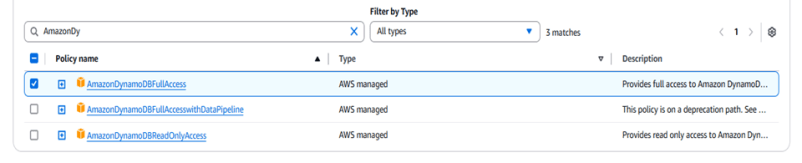 Filter by Type
AmazonDy
All types
3 matches
1
Policy name
Type
Description
AmazonDynamoDBFullAccess
AWS managed
Provides full access to Amazon DynamoD...
AmazonDynamoDBFullAccesswithDataPipeline
AWS managed
This policy is on a deprecation path. See ...
AmazonDynamoDBReadOnlyAccess
AWS managed
Provides read only access to Amazon Dyn...